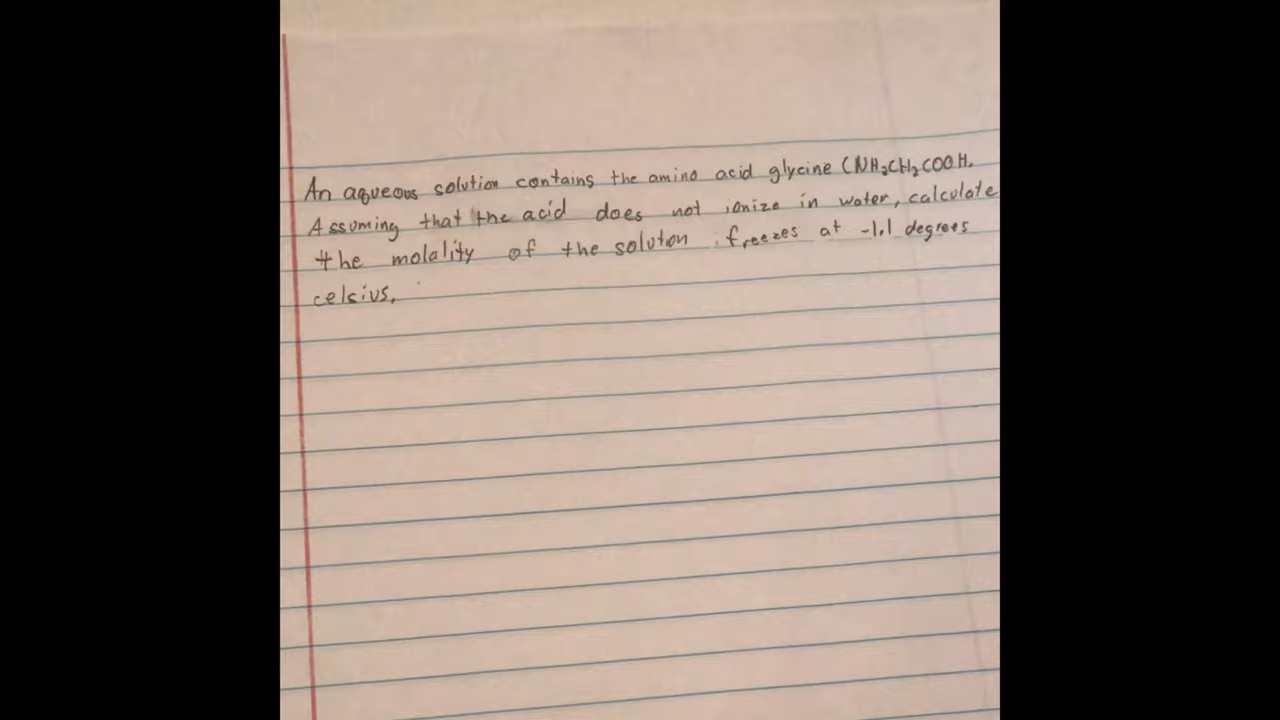 An aqueous solution contains the amino acid glycine (NH₂CH₂COOH.
Assuming that the acid does not ionize in water, calculate
the molality of the solution freezes at -1.1 degrees
celsius.